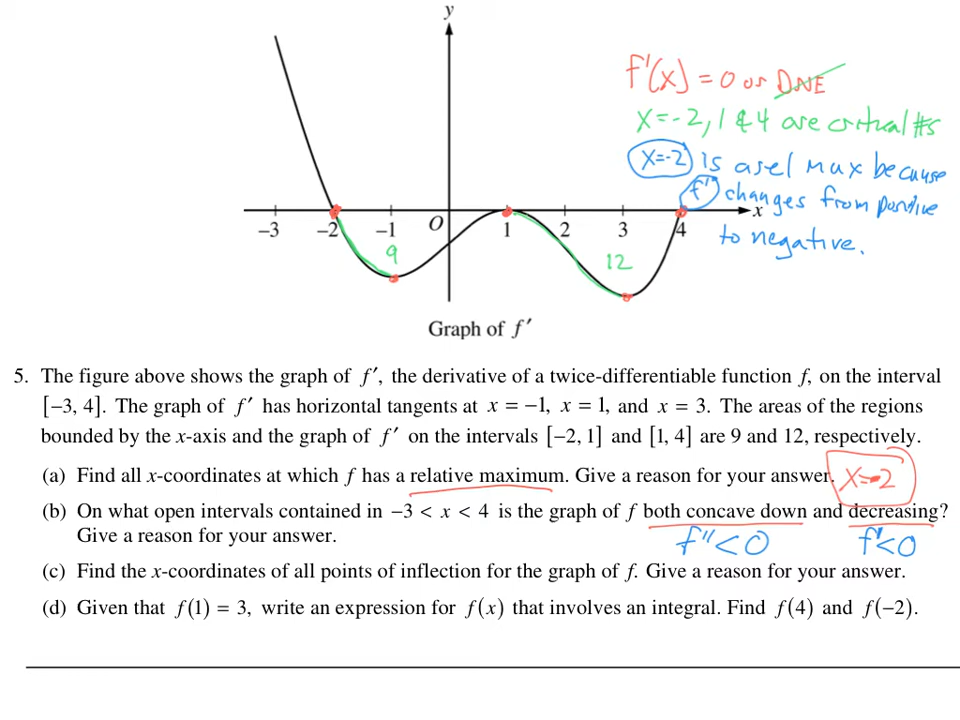 y
f'(x) = 0 or DNE
x = -2, 1 & 4 are critical #s
x=-2 is a rel max because
f' changes from positive
to negative.
-3 -2 -1 O 1 2 3 4 x
9 12
Graph of f′
5. The figure above shows the graph of f′, the derivative of a twice-differentiable function f, on the interval
[−3, 4]. The graph of f′ has horizontal tangents at x = −1, x = 1, and x = 3. The areas of the regions
bounded by the x-axis and the graph of f′ on the intervals [−2, 1] and [1, 4] are 9 and 12, respectively.
(a) Find all x-coordinates at which f has a relative maximum. Give a reason for your answer. x=-2
(b) On what open intervals contained in −3 < x < 4 is the graph of f both concave down and decreasing?
Give a reason for your answer. f''<0 f'<0
(c) Find the x-coordinates of all points of inflection for the graph of f. Give a reason for your answer.
(d) Given that f(1) = 3, write an expression for f(x) that involves an integral. Find f(4) and f(−2).